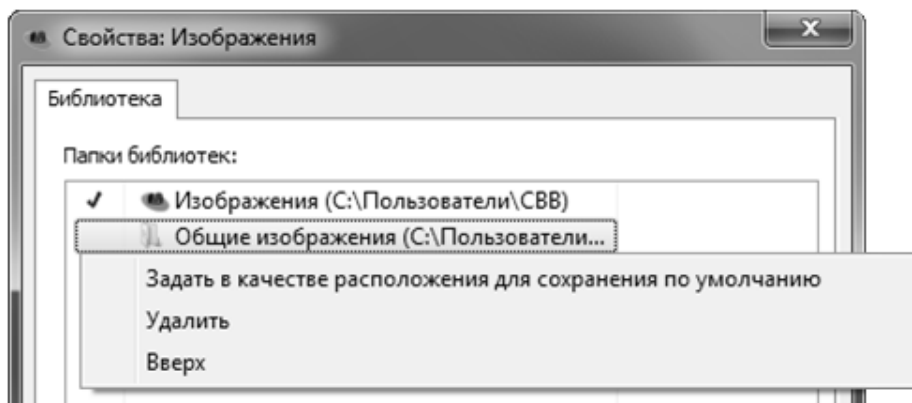 Свойства: Изображения
Библиотека
Папки библиотек:
Изображения (C:\Пользователи\СВВ)
Общие изображения (C:\Пользователи...
Задать в качестве расположения для сохранения по умолчанию
Удалить
Вверх